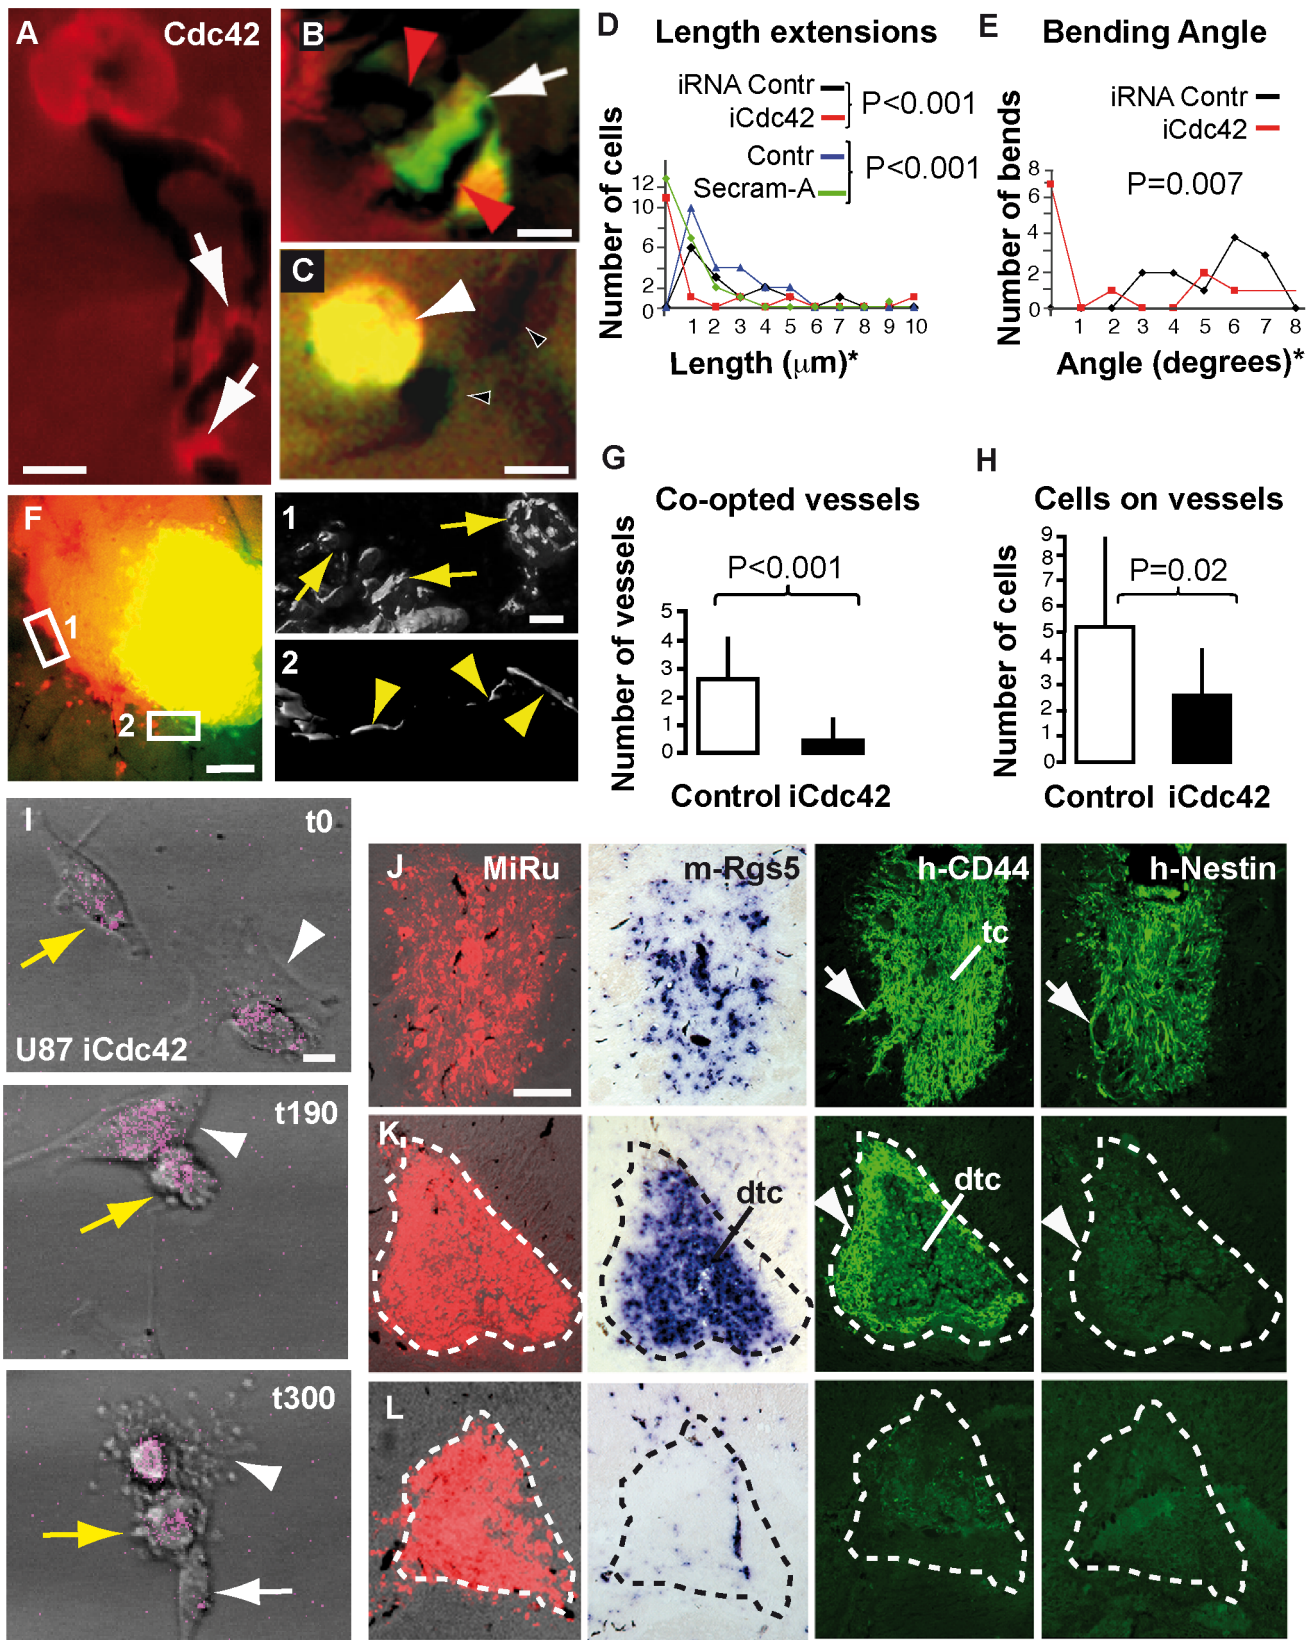 A Cdc42
B
C
D Length extensions
iRNA Contr
iCdc42
P<0.001
Contr
Secram-A
P<0.001
Number of cells
12
10
6
2
0
1 2 3 4 5 6 7 8 9 10
Length (µm)*
E Bending Angle
iRNA Contr
iCdc42
P=0.007
Number of bends
8
6
4
2
0
1 2 3 4 5 6 7 8
Angle (degrees)*
F
1
2
1
2
G
Co-opted vessels
P<0.001
Number of vessels
5
4
3
2
1
0
Control iCdc42
H
Cells on vessels
P=0.02
Number of cells
9
8
7
6
5
4
3
2
1
0
Control iCdc42
I t0
U87 iCdc42
t190
t300
J MiRu
m-Rgs5
h-CD44
tc
h-Nestin
K
dtc
dtc
L